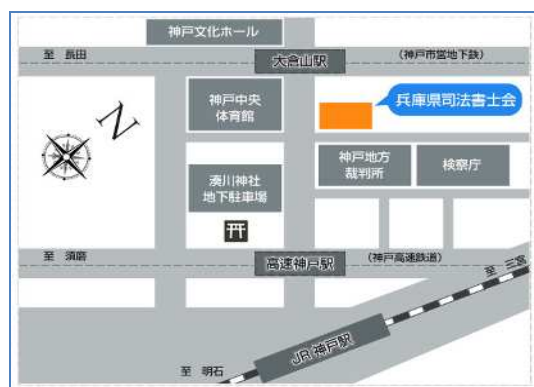 神戸文化ホール
至 長田
大倉山駅
(神戸市営地下鉄)
神戸中央
体育館
兵庫県司法書士会
N
神戸地方
裁判所
検察庁
湊川神社
地下駐車場
至 須磨
高速神戸駅
(神戸高速鉄道)
至 三宮
JR 神戸駅
至 明石